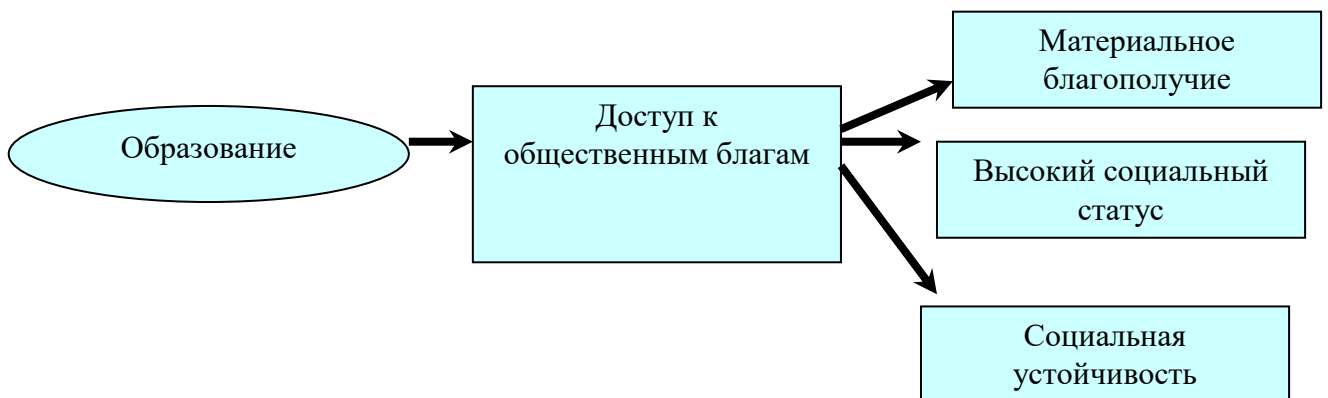 Образование
Доступ к
общественным благам
Материальное
благополучие
Высокий социальный
статус
Социальная
устойчивость